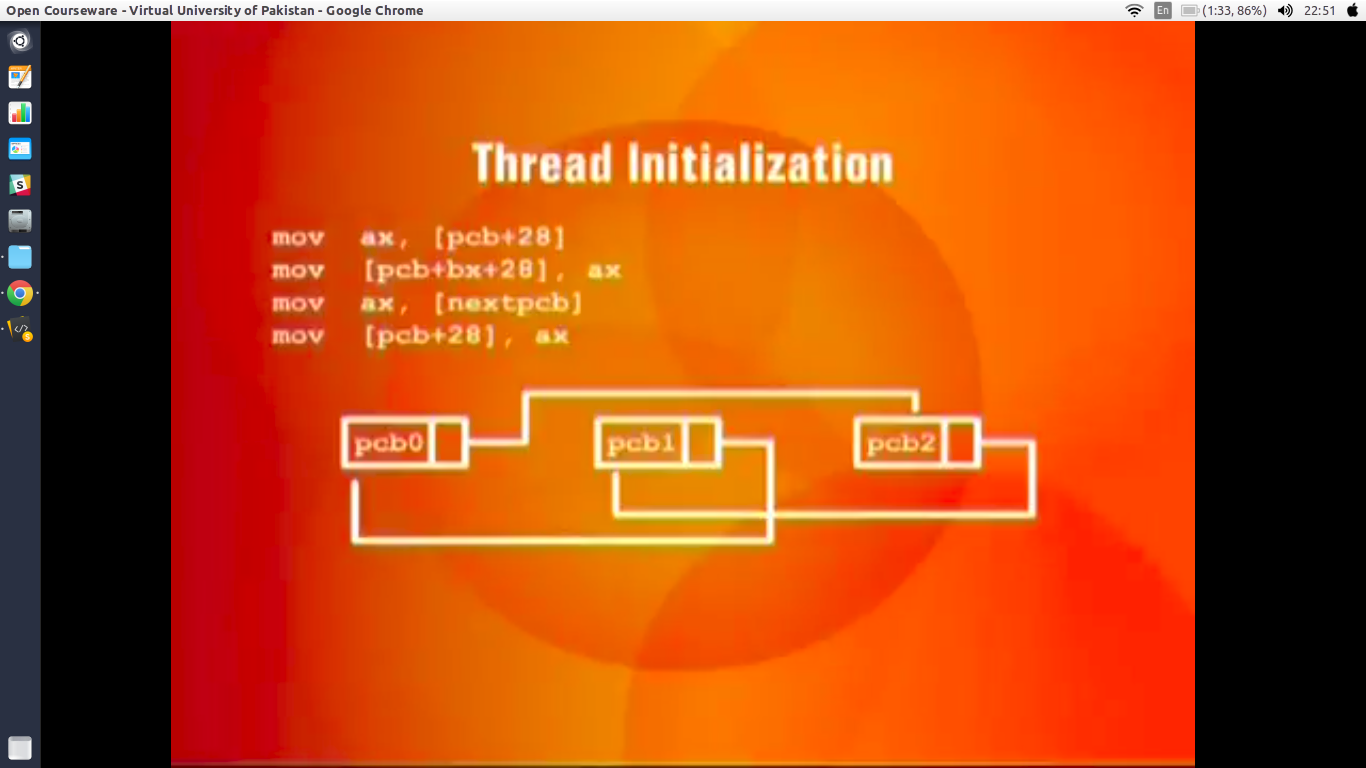 Open Courseware - Virtual University of Pakistan - Google Chrome
En
(1:33, 86%)
22:51
Thread Initialization
mov ax, [pcb+28]
mov [pcb+bx+28], ax
mov ax, [nextpcb]
mov [pcb+28], ax
pcb0
pcb1
pcb2